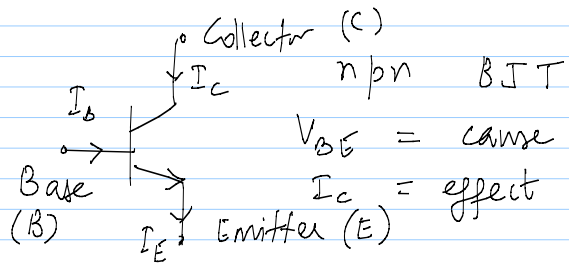 Collector (C)
I_C
npn BJT
I_B
V_BE = cause
Base
(B)
I_C = effect
I_E
Emitter (E)